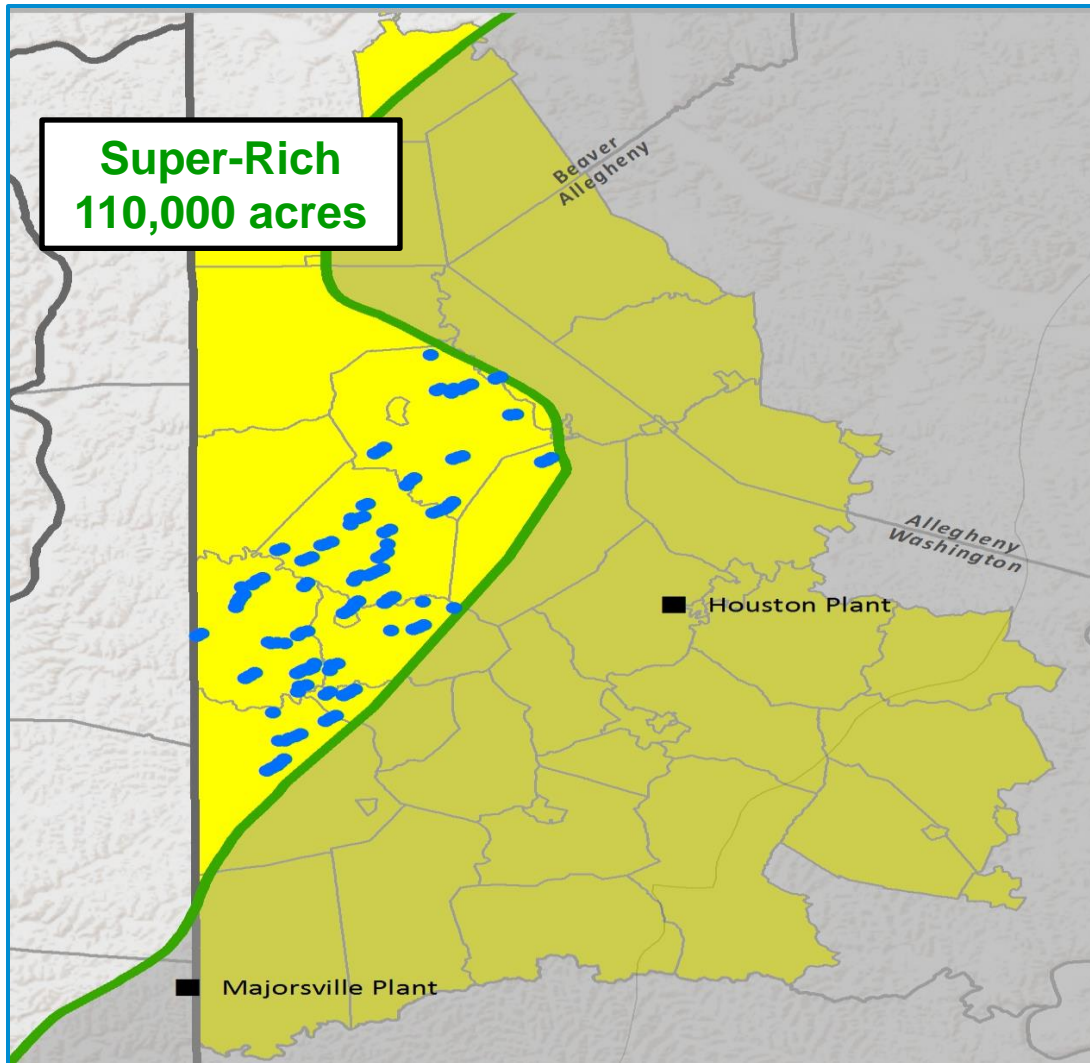 Super-Rich
110,000 acres
Beaver
Allegheny
Allegheny
Washington
Houston Plant
Majorsville Plant